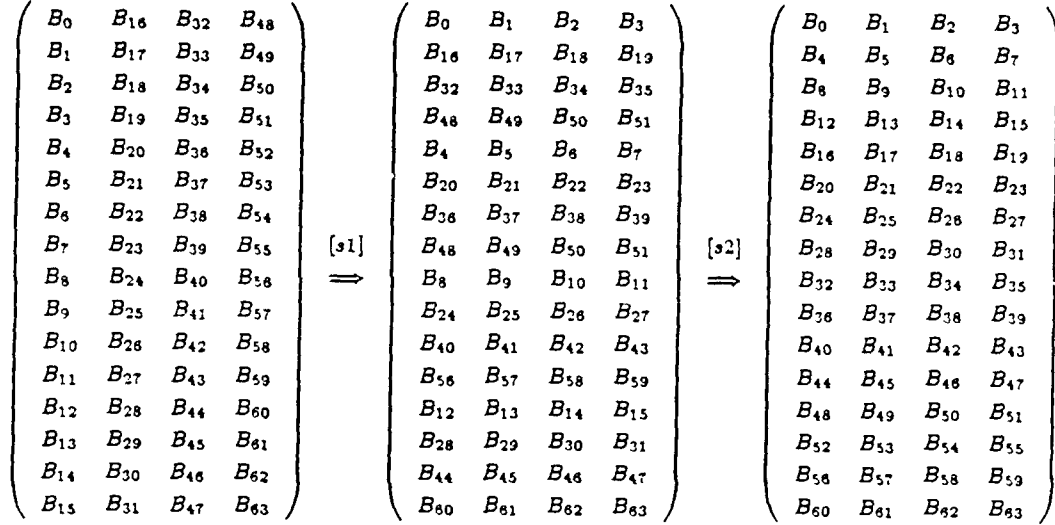 B₀ B₁₆ B₃₂ B₄₈ B₀ B₁ B₂ B₃ B₀ B₁ B₂ B₃
B₁ B₁₇ B₃₃ B₄₉ B₁₆ B₁₇ B₁₈ B₁₉ B₄ B₅ B₆ B₇
B₂ B₁₈ B₃₄ B₅₀ B₃₂ B₃₃ B₃₄ B₃₅ B₈ B₉ B₁₀ B₁₁
B₃ B₁₉ B₃₅ B₅₁ B₄₈ B₄₉ B₅₀ B₅₁ B₁₂ B₁₃ B₁₄ B₁₅
B₄ B₂₀ B₃₆ B₅₂ B₄ B₅ B₆ B₇ B₁₆ B₁₇ B₁₈ B₁₉
B₅ B₂₁ B₃₇ B₅₃ B₂₀ B₂₁ B₂₂ B₂₃ B₂₀ B₂₁ B₂₂ B₂₃
B₆ B₂₂ B₃₈ B₅₄ B₃₆ B₃₇ B₃₈ B₃₉ B₂₄ B₂₅ B₂₆ B₂₇
B₇ B₂₃ B₃₉ B₅₅ [s1] B₄₈ B₄₉ B₅₀ B₅₁ [s2] B₂₈ B₂₉ B₃₀ B₃₁
B₈ B₂₄ B₄₀ B₅₆ ⟹ B₈ B₉ B₁₀ B₁₁ ⟹ B₃₂ B₃₃ B₃₄ B₃₅
B₉ B₂₅ B₄₁ B₅₇ B₂₄ B₂₅ B₂₆ B₂₇ B₃₆ B₃₇ B₃₈ B₃₉
B₁₀ B₂₆ B₄₂ B₅₈ B₄₀ B₄₁ B₄₂ B₄₃ B₄₀ B₄₁ B₄₂ B₄₃
B₁₁ B₂₇ B₄₃ B₅₉ B₅₆ B₅₇ B₅₈ B₅₉ B₄₄ B₄₅ B₄₆ B₄₇
B₁₂ B₂₈ B₄₄ B₆₀ B₁₂ B₁₃ B₁₄ B₁₅ B₄₈ B₄₉ B₅₀ B₅₁
B₁₃ B₂₉ B₄₅ B₆₁ B₂₈ B₂₉ B₃₀ B₃₁ B₅₂ B₅₃ B₅₄ B₅₅
B₁₄ B₃₀ B₄₆ B₆₂ B₄₄ B₄₅ B₄₆ B₄₇ B₅₆ B₅₇ B₅₈ B₅₉
B₁₅ B₃₁ B₄₇ B₆₃ B₆₀ B₆₁ B₆₂ B₆₃ B₆₀ B₆₁ B₆₂ B₆₃